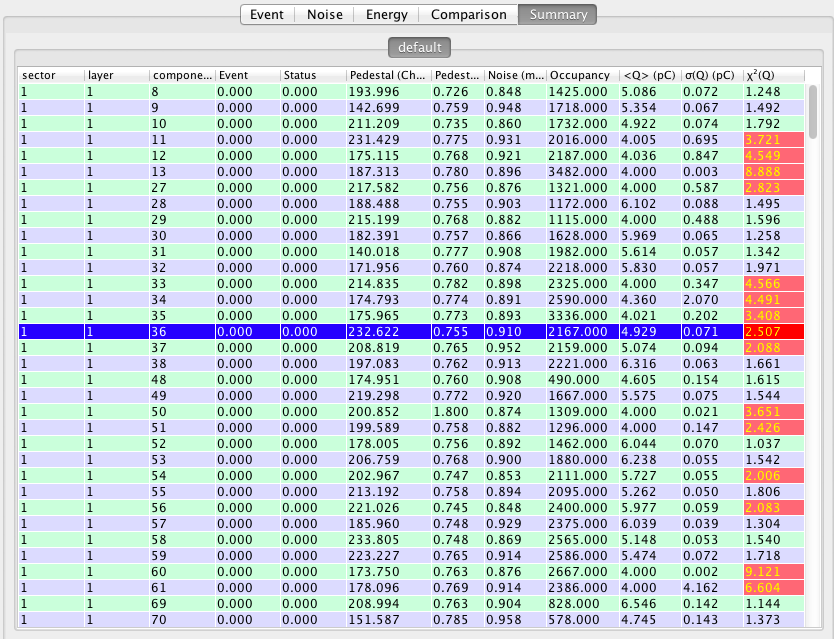 Event Noise Energy Comparison Summary
default
sector layer compone... Event Status Pedestal (Ch... Pedest... Noise (m... Occupancy <Q> (pC) σ(Q) (pC) χ²(Q)
1 1 8 0.000 0.000 193.996 0.726 0.848 1425.000 5.086 0.072 1.248
1 1 9 0.000 0.000 142.699 0.759 0.948 1718.000 5.354 0.067 1.492
1 1 10 0.000 0.000 211.209 0.735 0.860 1732.000 4.922 0.074 1.792
1 1 11 0.000 0.000 231.429 0.775 0.931 2016.000 4.005 0.695 3.721
1 1 12 0.000 0.000 175.115 0.768 0.921 2187.000 4.036 0.847 4.549
1 1 13 0.000 0.000 187.313 0.780 0.896 3482.000 4.000 0.003 8.888
1 1 27 0.000 0.000 217.582 0.756 0.876 1321.000 4.000 0.587 2.823
1 1 28 0.000 0.000 188.488 0.755 0.903 1172.000 6.102 0.088 1.495
1 1 29 0.000 0.000 215.199 0.768 0.882 1115.000 4.000 0.488 1.596
1 1 30 0.000 0.000 182.391 0.757 0.866 1628.000 5.969 0.065 1.258
1 1 31 0.000 0.000 140.018 0.777 0.908 1982.000 5.614 0.057 1.342
1 1 32 0.000 0.000 171.956 0.760 0.874 2218.000 5.830 0.057 1.971
1 1 33 0.000 0.000 214.835 0.782 0.898 2325.000 4.000 0.347 4.566
1 1 34 0.000 0.000 174.793 0.774 0.891 2590.000 4.360 2.070 4.491
1 1 35 0.000 0.000 175.965 0.773 0.893 3336.000 4.021 0.202 3.408
1 1 36 0.000 0.000 232.622 0.755 0.910 2167.000 4.929 0.071 2.507
1 1 37 0.000 0.000 208.819 0.765 0.952 2159.000 5.074 0.094 2.088
1 1 38 0.000 0.000 197.083 0.762 0.913 2221.000 6.316 0.063 1.661
1 1 48 0.000 0.000 174.951 0.760 0.908 490.000 4.605 0.154 1.615
1 1 49 0.000 0.000 219.298 0.772 0.920 1667.000 5.575 0.075 1.544
1 1 50 0.000 0.000 200.852 1.800 0.874 1309.000 4.000 0.021 3.651
1 1 51 0.000 0.000 199.589 0.758 0.882 1296.000 4.000 0.147 2.426
1 1 52 0.000 0.000 178.005 0.756 0.892 1462.000 6.044 0.070 1.037
1 1 53 0.000 0.000 206.759 0.768 0.900 1880.000 6.238 0.055 1.542
1 1 54 0.000 0.000 202.967 0.747 0.853 2111.000 5.727 0.055 2.006
1 1 55 0.000 0.000 213.192 0.758 0.894 2095.000 5.262 0.050 1.806
1 1 56 0.000 0.000 221.026 0.745 0.848 2400.000 5.977 0.059 2.083
1 1 57 0.000 0.000 185.960 0.748 0.929 2375.000 6.039 0.039 1.304
1 1 58 0.000 0.000 233.805 0.748 0.869 2565.000 5.148 0.053 1.540
1 1 59 0.000 0.000 223.227 0.765 0.914 2586.000 5.474 0.072 1.718
1 1 60 0.000 0.000 173.750 0.763 0.876 2667.000 4.000 0.002 9.121
1 1 61 0.000 0.000 178.096 0.769 0.914 2386.000 4.000 4.162 6.604
1 1 69 0.000 0.000 208.994 0.763 0.904 828.000 6.546 0.142 1.144
1 1 70 0.000 0.000 151.587 0.785 0.958 578.000 4.745 0.143 1.373